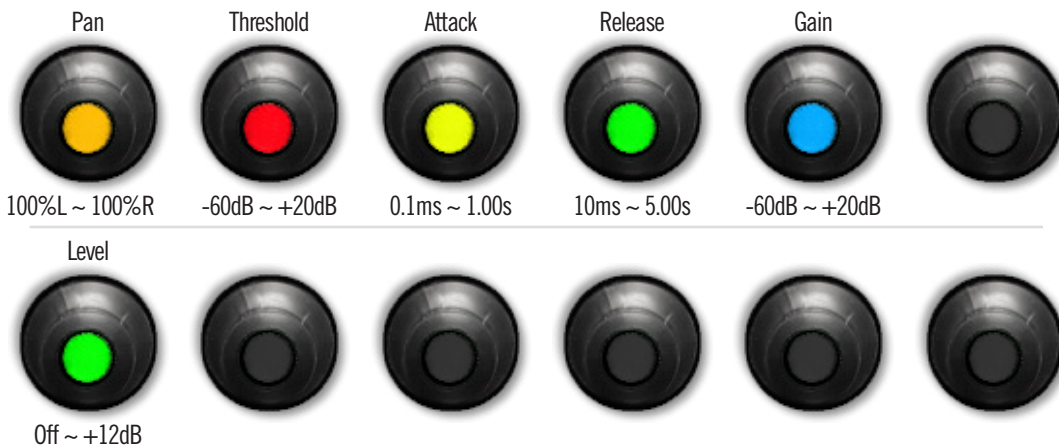 Pan Threshold Attack Release Gain
100%L ~ 100%R -60dB ~ +20dB 0.1ms ~ 1.00s 10ms ~ 5.00s -60dB ~ +20dB
Level
Off ~ +12dB